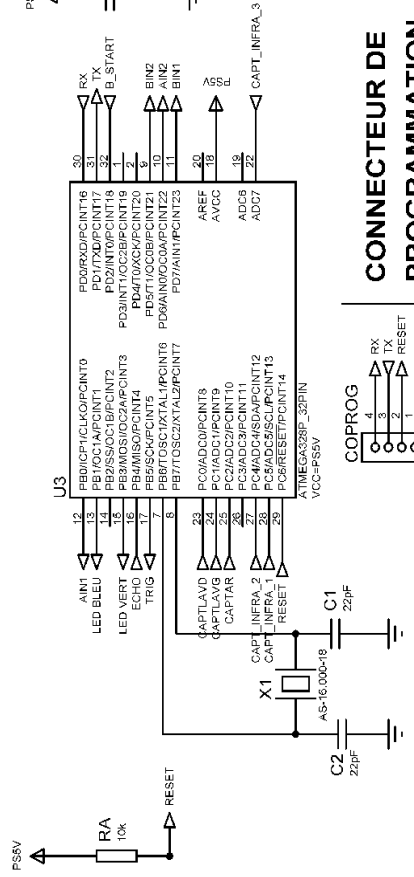 PS5V
RA
10k
RESET
U3
AIN1
12
PB0/ICP1/CLKO/PCINT0
LED BLEU
13
PB1/OC1A/PCINT1
14
PB2/SS/OC1B/PCINT2
LED VERT
15
PB3/MOSI/OC2A/PCINT3
ECHO
16
PB4/MISO/PCINT4
TRIG
17
PB5/SCK/PCINT5
7
PB6/TOSC1/XTAL1/PCINT6
8
PB7/TOSC2/XTAL2/PCINT7
CAPTLAVD
23
PC0/ADC0/PCINT8
CAPTLAVG
24
PC1/ADC1/PCINT9
CAPTAR
25
PC2/ADC2/PCINT10
26
PC3/ADC3/PCINT11
CAPT_INFRA_2
27
PC4/ADC4/SDA/PCINT12
CAPT_INFRA_1
28
PC5/ADC5/SCL/PCINT13
RESET
29
PC6/RESET/PCINT14
ATMEGA328P_32PIN
VCC=PS5V
PD0/RXD/PCINT16
30
RX
PD1/TXD/PCINT17
31
TX
PD2/INT0/PCINT18
32
B_START
PD3/INT1/OC2B/PCINT19
1
PD4/T0/XCK/PCINT20
2
PD5/T1/OC0B/PCINT21
9
BIN2
PD6/AIN0/OC0A/PCINT22
10
AIN2
PD7/AIN1/PCINT23
11
BIN1
AREF
20
AVCC
18
PS5V
ADC6
19
ADC7
22
CAPT_INFRA_3
X1
AS-16.000-18
C2
22pF
C1
22pF
CONNECTEUR DE
PROGRAMMATION
COPROG
4
RX
3
TX
2
RESET
1